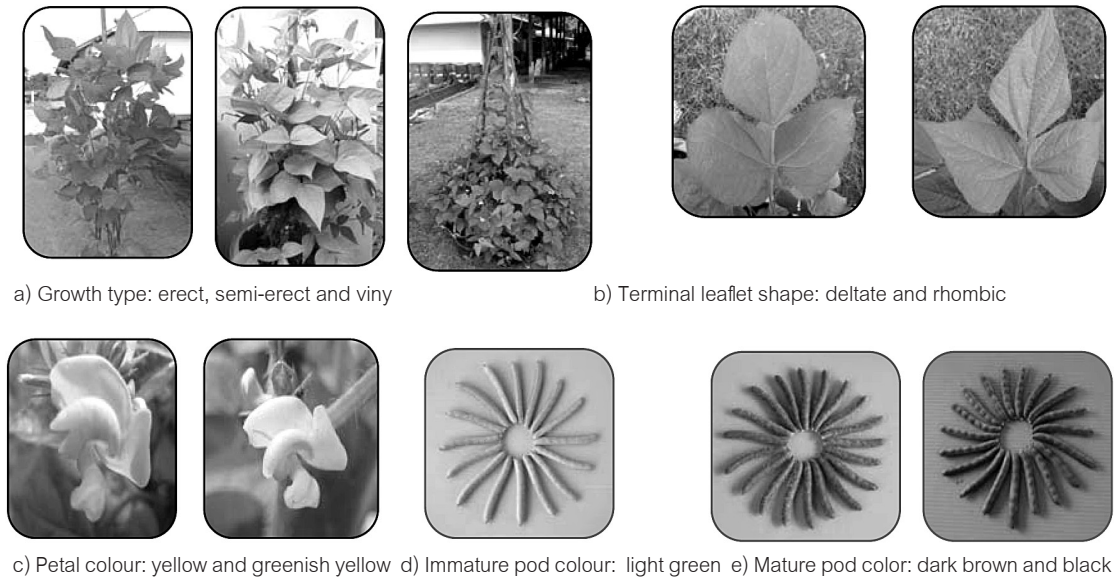 a) Growth type: erect, semi-erect and viny
b) Terminal leaflet shape: deltate and rhombic
c) Petal colour: yellow and greenish yellow
d) Immature pod colour: light green
e) Mature pod color: dark brown and black